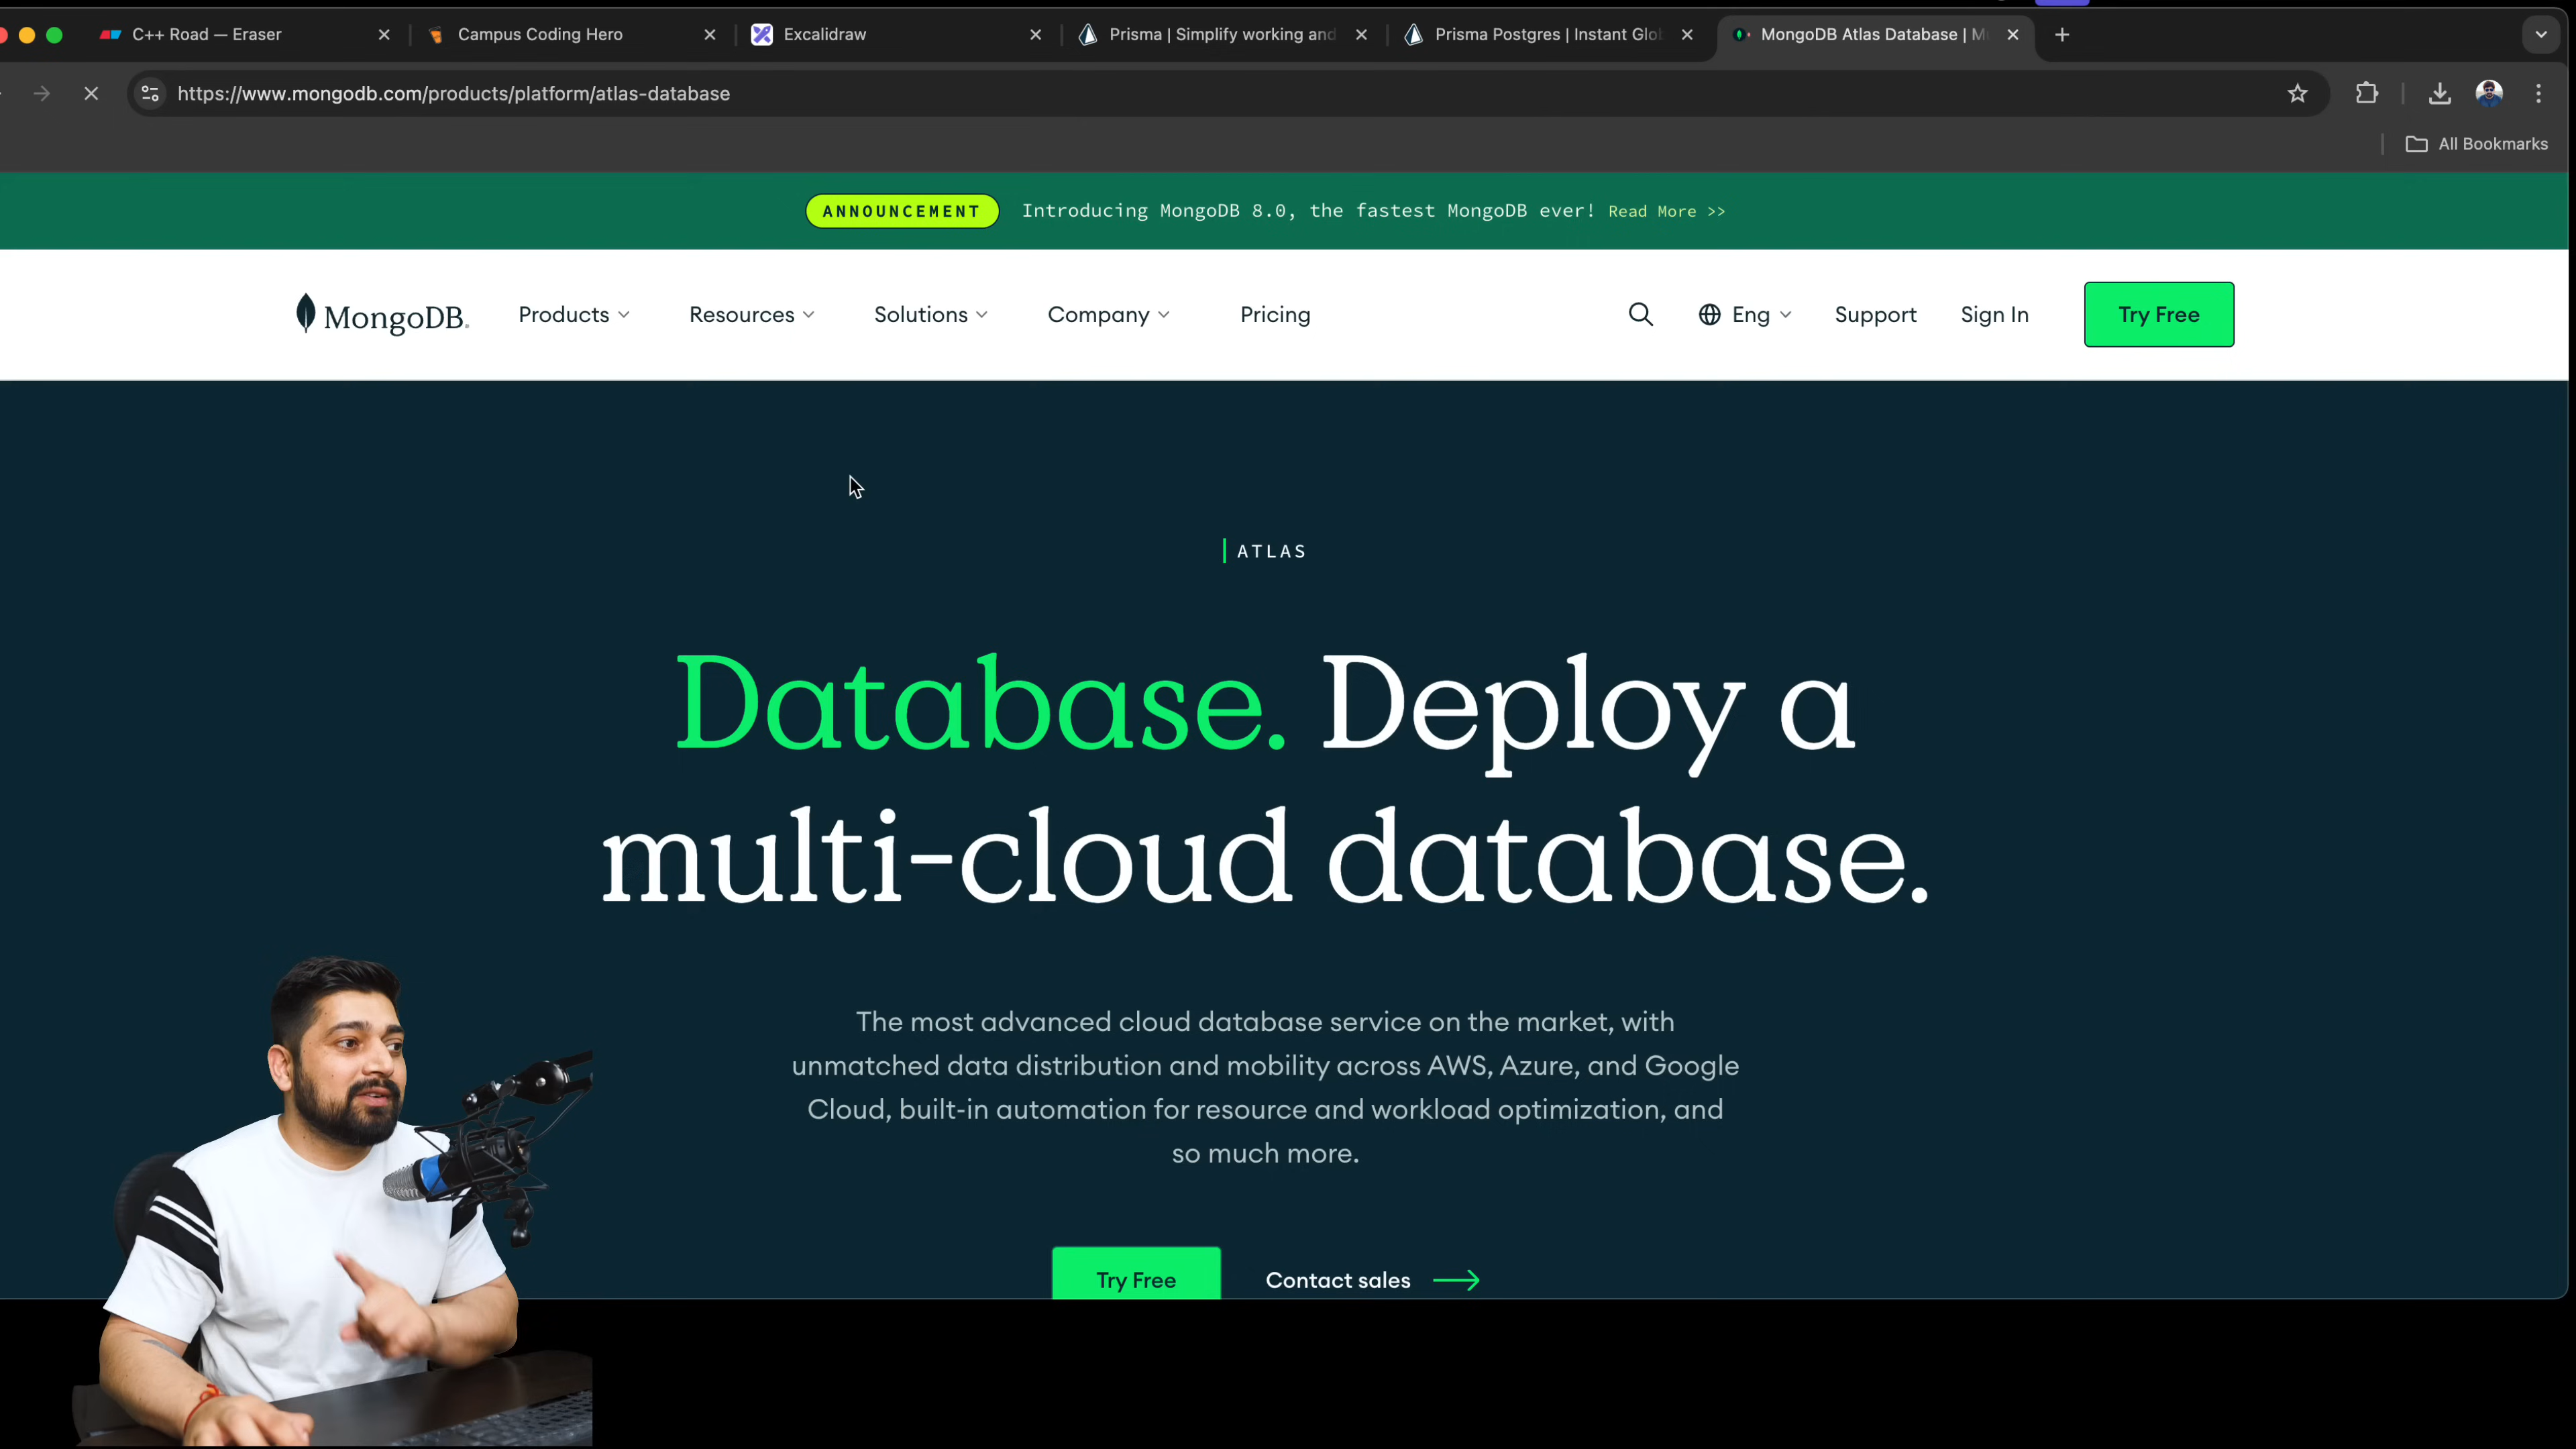 C++ Road — Eraser
Campus Coding Hero
Excalidraw
Prisma | Simplify working and
Prisma Postgres | Instant Glo
MongoDB Atlas Database | M
https://www.mongodb.com/products/platform/atlas-database
All Bookmarks
ANNOUNCEMENT Introducing MongoDB 8.0, the fastest MongoDB ever! Read More >>
MongoDB. Products Resources Solutions Company Pricing Eng Support Sign In Try Free
ATLAS
Database. Deploy a
multi-cloud database.
The most advanced cloud database service on the market, with
unmatched data distribution and mobility across AWS, Azure, and Google
Cloud, built-in automation for resource and workload optimization, and
so much more.
Try Free Contact sales